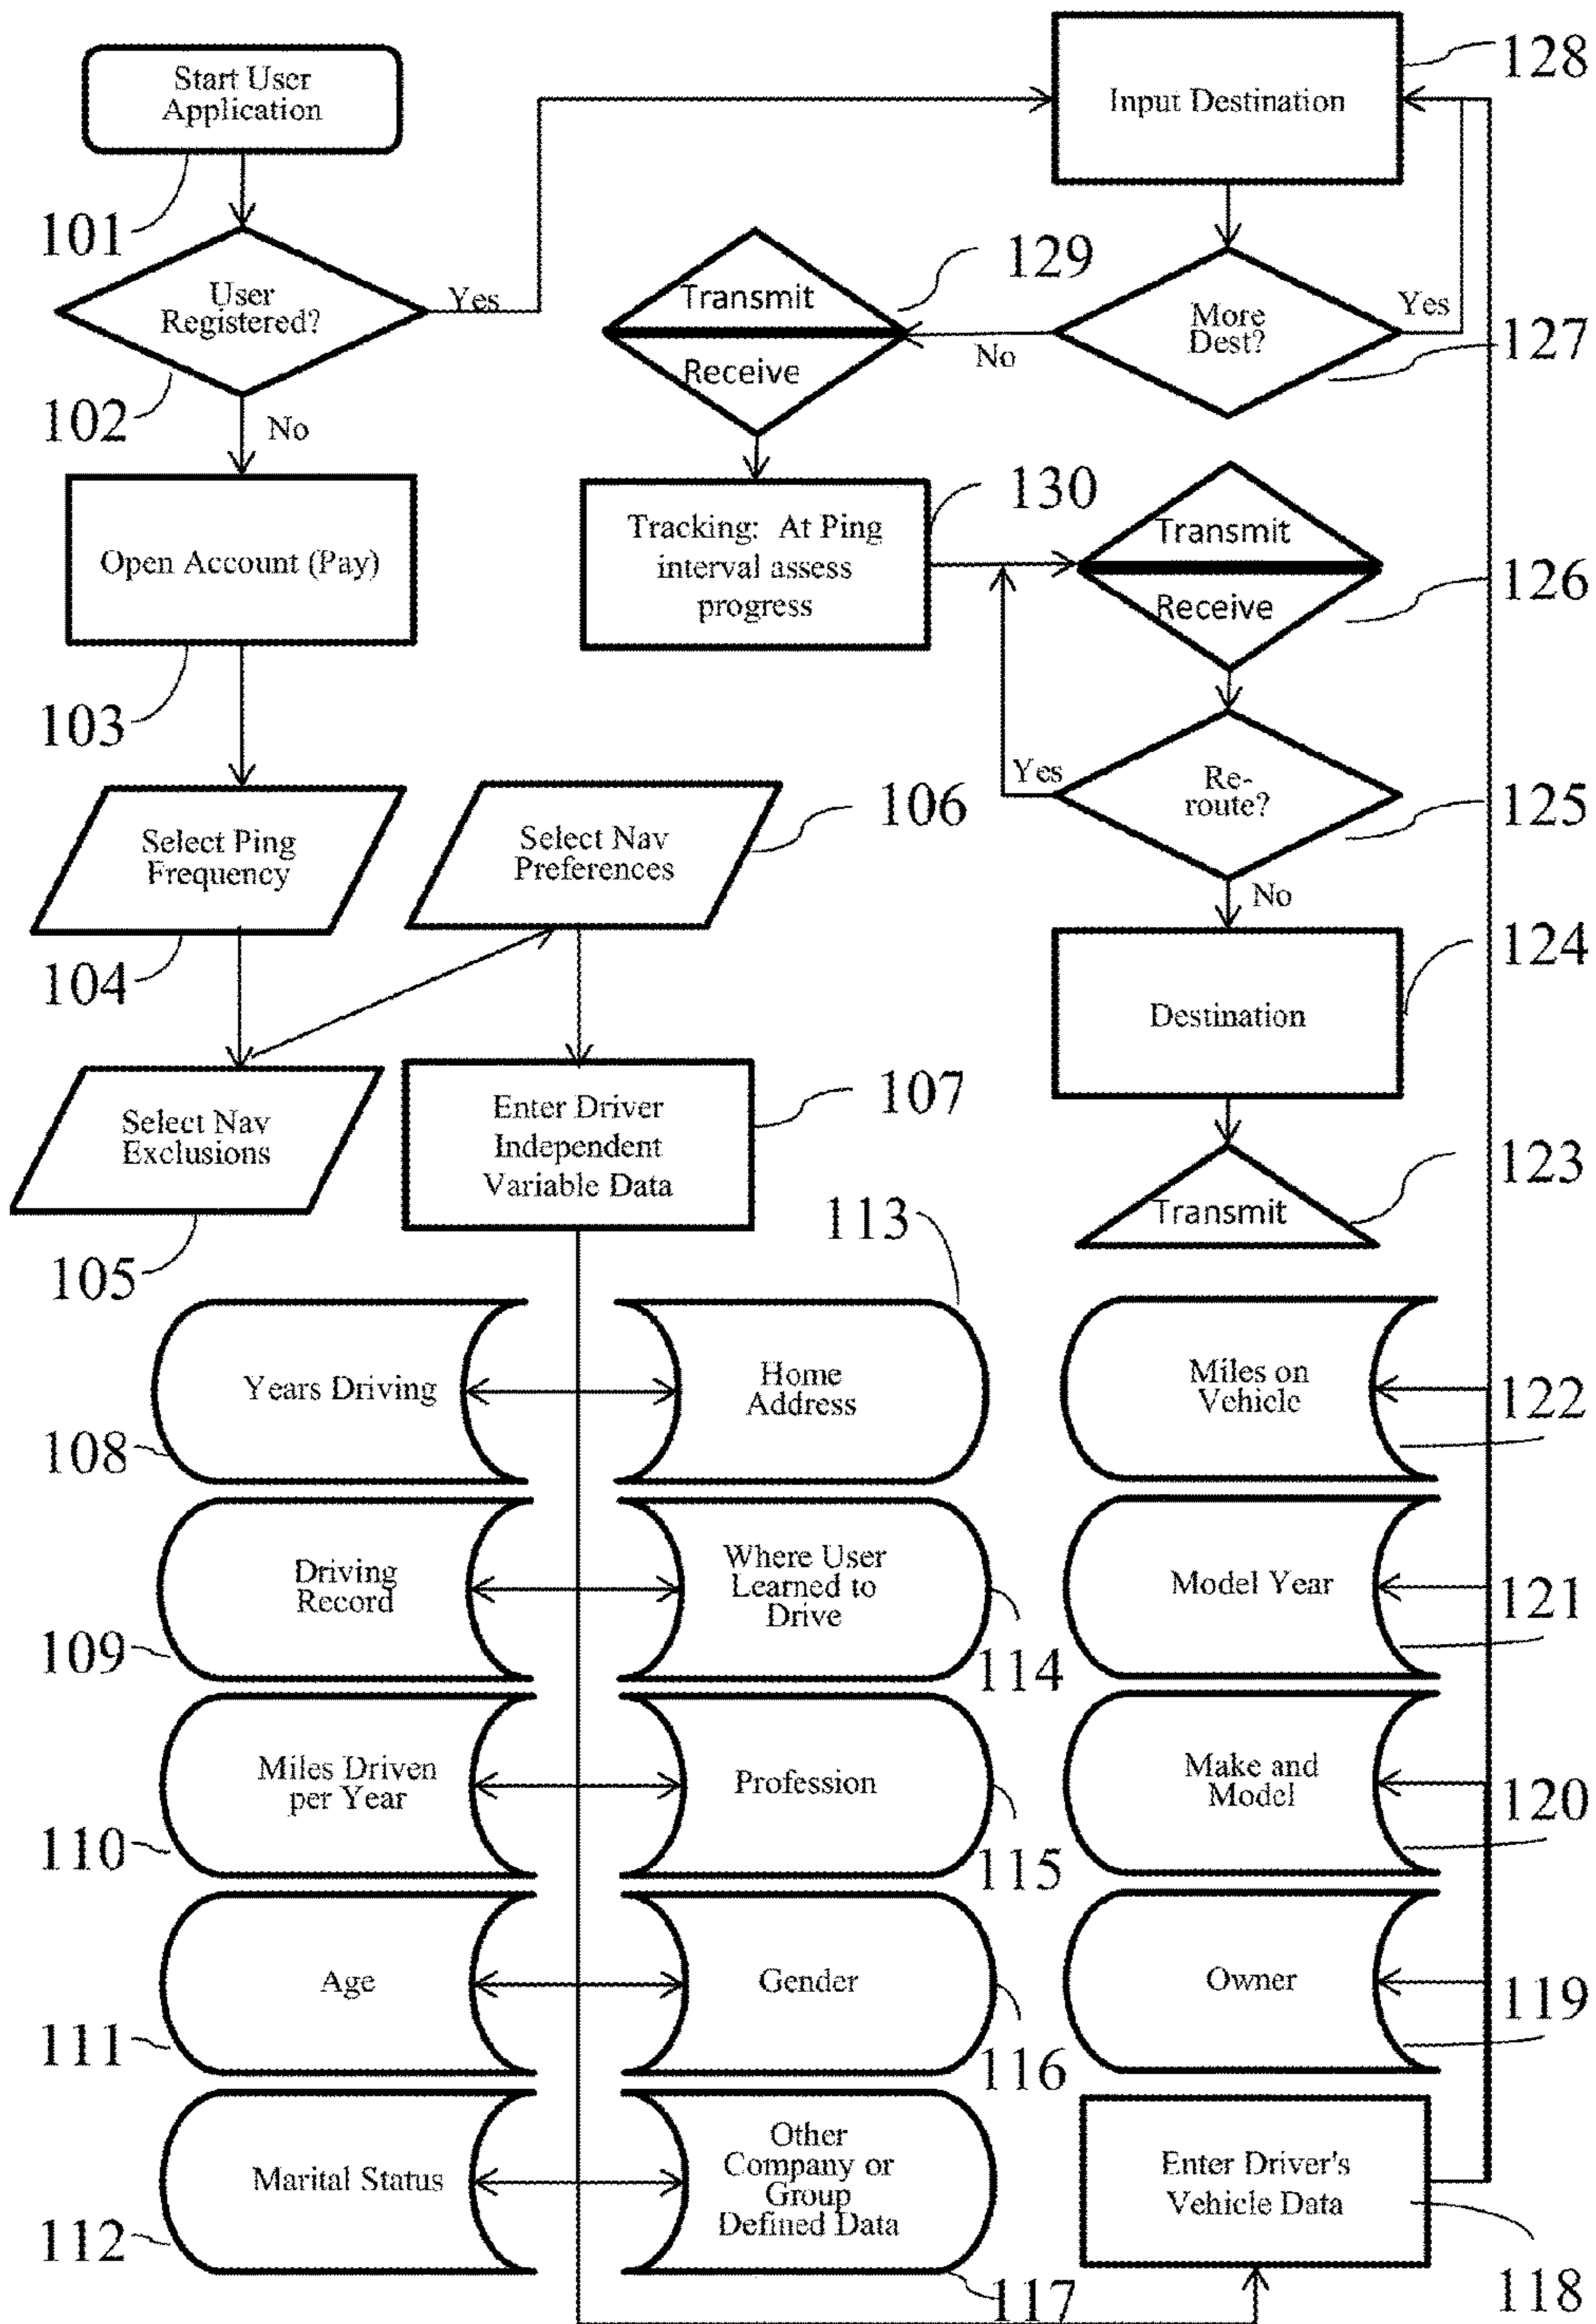 Start User
Application
101
User
Registered?
Yes
102
No
Open Account (Pay)
103
Select Ping
Frequency
104
Select Nav
Exclusions
105
Select Nav
Preferences
106
Enter Driver
Independent
Variable Data
107
Years Driving
108
Driving
Record
109
Miles Driven
per Year
110
Age
111
Marital Status
112
Home
Address
113
Where User
Learned to
Drive
114
Profession
115
Gender
116
Other
Company or
Group
Defined Data
117
Enter Driver's
Vehicle Data
118
Owner
119
Make and
Model
120
Model Year
121
Miles on
Vehicle
122
Input Destination
128
More
Dest?
Yes
127
No
Transmit
Receive
129
Tracking: At Ping
interval assess
progress
130
Transmit
Receive
126
Re-
route?
Yes
125
No
Destination
124
Transmit
123